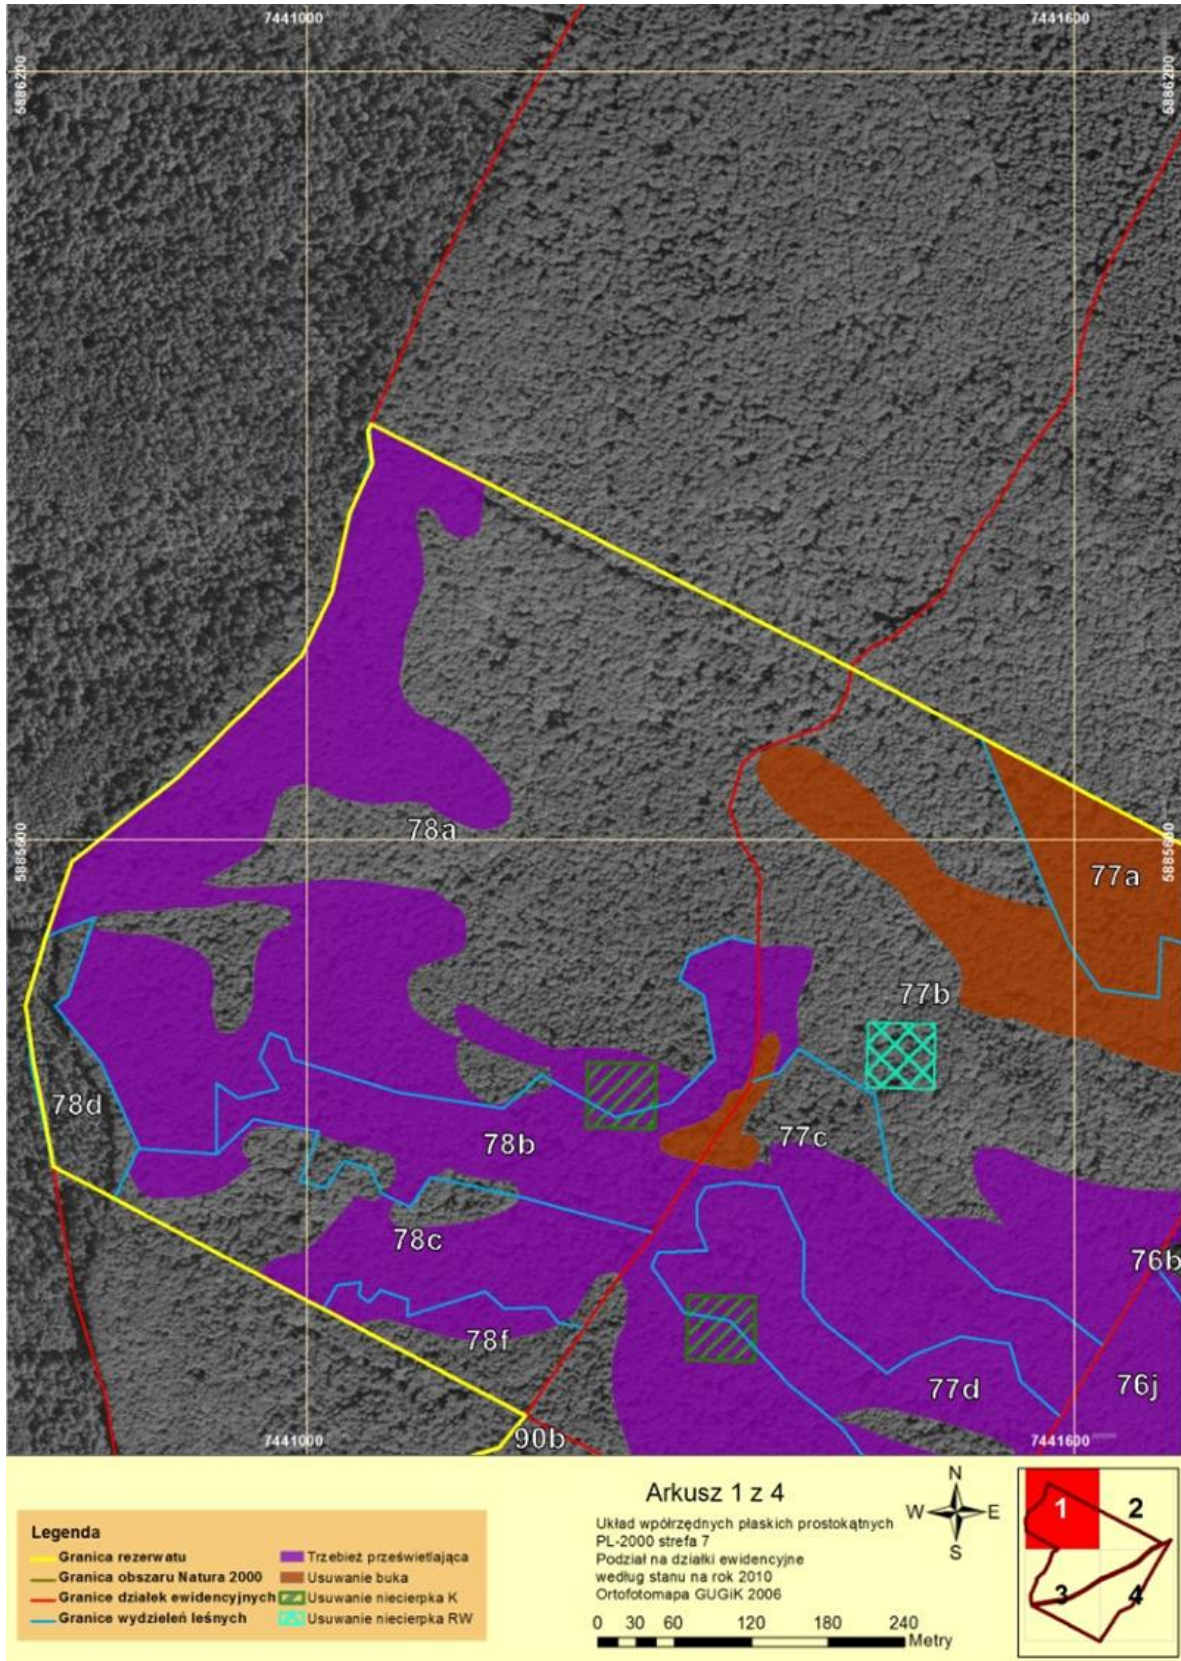 7441000
7441600
5886200
5886200
78a
5885600
5885600
77a
77b
78d
78b
77c
78c
76b
78f
77d
76j
7441000
90b
7441600
Arkusz 1 z 4
Układ wpółrzędnych płaskich prostokątnych
PL-2000 strefa 7
Podział na działki ewidencyjne
według stanu na rok 2010
Ortofotomapa GUGiK 2006
0 30 60 120 180 240
Metry
N
W E
S
1 2
3 4
Legenda
Granica rezerwatu
Granica obszaru Natura 2000
Granice działek ewidencyjnych
Granice wydzieleń leśnych
Trzebież prześwietlająca
Usuwanie buka
Usuwanie niecierpka K
Usuwanie niecierpka RW